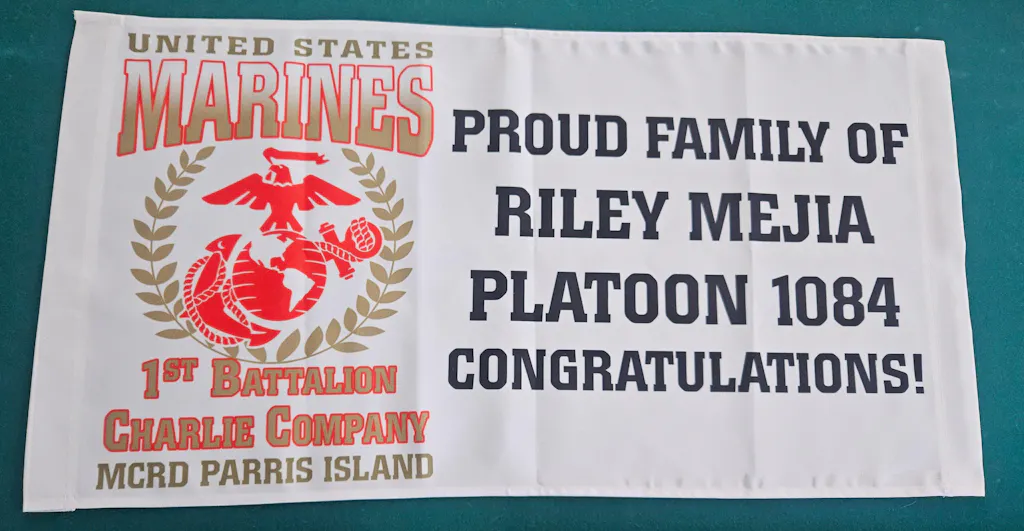 UNITED STATES
MARINES
1ST BATTALION
CHARLIE COMPANY
MCRD PARRIS ISLAND
PROUD FAMILY OF
RILEY MEJIA
PLATOON 1084
CONGRATULATIONS!